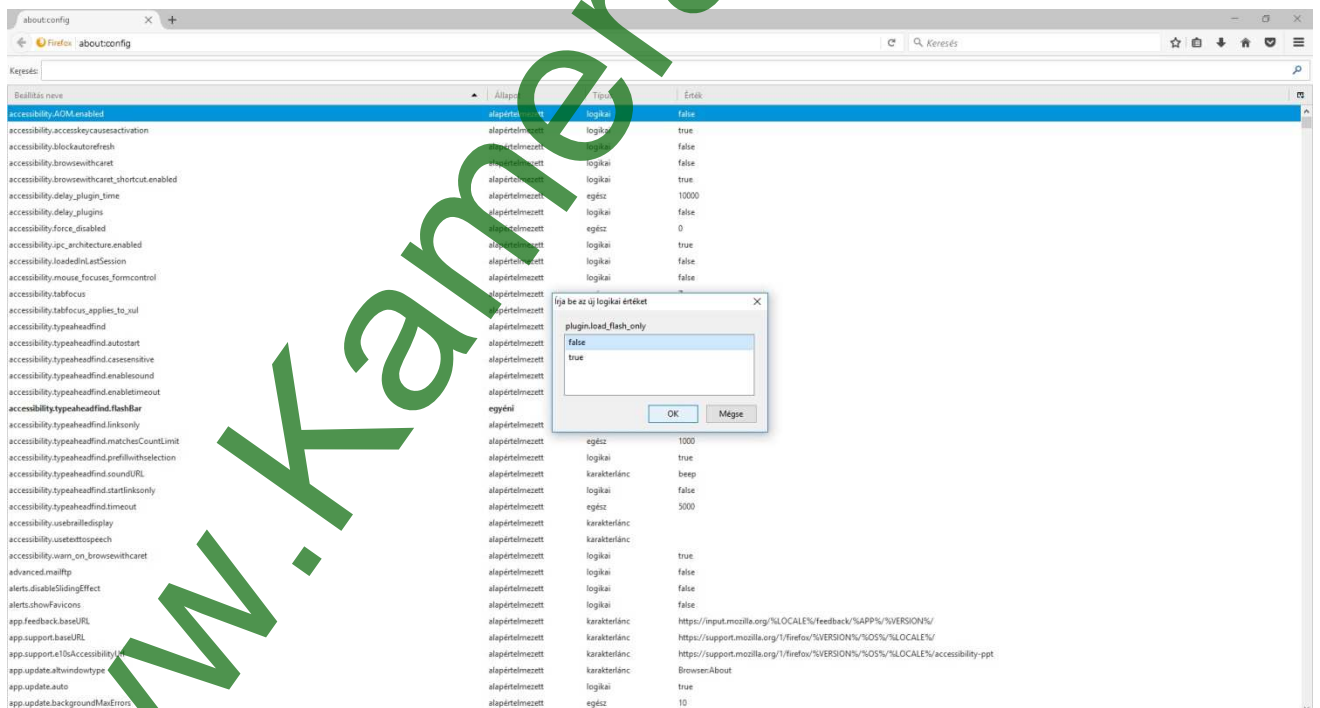 about:config
Firefox about:config Keresés
Keresés:
Beállítás neve Állapot Típus Érték
accessibility.AOM.enabled alapértelmezett logikai false
accessibility.accesskeycausesactivation alapértelmezett logikai true
accessibility.blockautorefresh alapértelmezett logikai false
accessibility.browsewithcaret alapértelmezett logikai false
accessibility.browsewithcaret_shortcut.enabled alapértelmezett logikai true
accessibility.delay_plugin_time alapértelmezett egész 10000
accessibility.delay_plugins alapértelmezett logikai false
accessibility.force_disabled alapértelmezett egész 0
accessibility.ipc_architecture.enabled alapértelmezett logikai true
accessibility.loadedInLastSession alapértelmezett logikai false
accessibility.mouse_focuses_formcontrol alapértelmezett logikai false
accessibility.tabfocus alapértelmezett
accessibility.tabfocus_applies_to_xul alapértelmezett
accessibility.typeaheadfind alapértelmezett
accessibility.typeaheadfind.autostart alapértelmezett
accessibility.typeaheadfind.casesensitive alapértelmezett
accessibility.typeaheadfind.enablesound alapértelmezett
accessibility.typeaheadfind.enabletimeout alapértelmezett
accessibility.typeaheadfind.flashBar egyéni
accessibility.typeaheadfind.linksonly alapértelmezett
accessibility.typeaheadfind.matchesCountLimit alapértelmezett egész 1000
accessibility.typeaheadfind.prefillwithselection alapértelmezett logikai true
accessibility.typeaheadfind.soundURL alapértelmezett karakterlánc beep
accessibility.typeaheadfind.startlinksonly alapértelmezett logikai false
accessibility.typeaheadfind.timeout alapértelmezett egész 5000
accessibility.usebrailledisplay alapértelmezett karakterlánc
accessibility.usetexttospeech alapértelmezett karakterlánc
accessibility.warn_on_browsewithcaret alapértelmezett logikai true
advanced.mailftp alapértelmezett logikai false
alerts.disableSlidingEffect alapértelmezett logikai false
alerts.showFavicons alapértelmezett logikai false
app.feedback.baseURL alapértelmezett karakterlánc https://input.mozilla.org/%LOCALE%/feedback/%APP%/%VERSION%/
app.support.baseURL alapértelmezett karakterlánc https://support.mozilla.org/1/firefox/%VERSION%/%OS%/%LOCALE%/
app.support.e10sAccessibilityUrl alapértelmezett karakterlánc https://support.mozilla.org/1/firefox/%VERSION%/%OS%/%LOCALE%/accessibility-ppt
app.update.altwindowtype alapértelmezett karakterlánc Browser:About
app.update.auto alapértelmezett logikai true
app.update.backgroundMaxErrors alapértelmezett egész 10
Írja be az új logikai értéket
plugin.load_flash_only
false
true
OK Mégse
w.Kamera